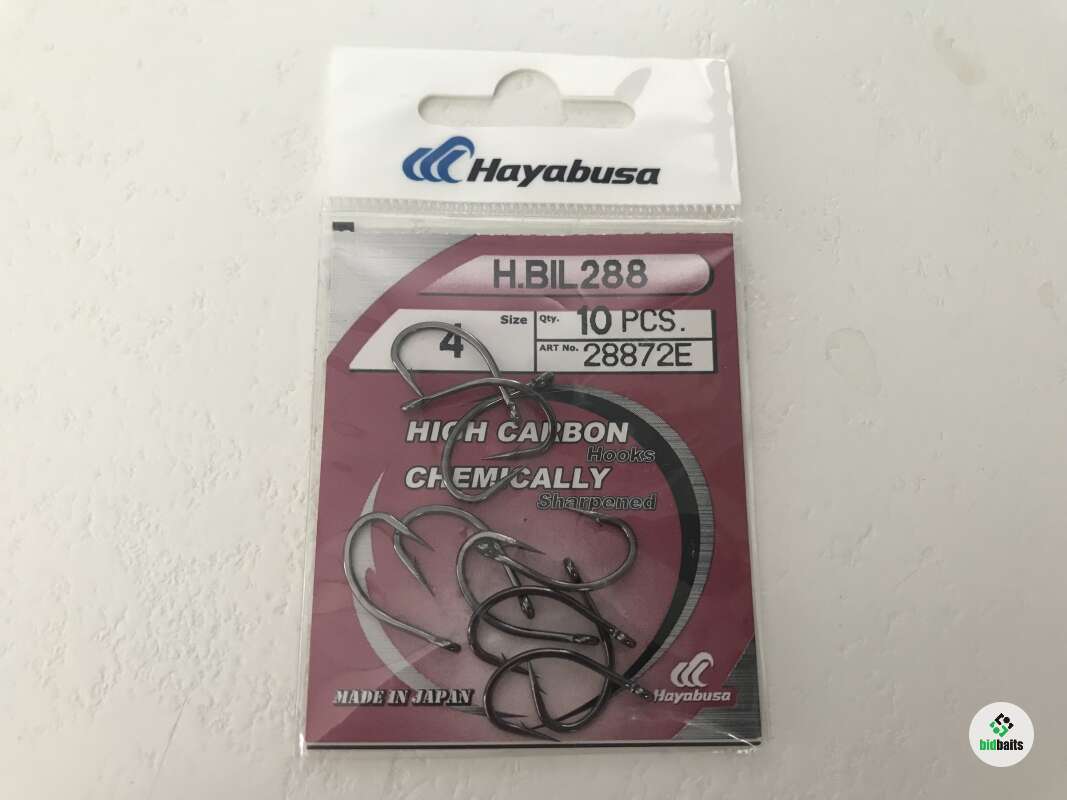 Hayabusa
H.BIL288
4 Size Qty. 10 PCS.
ART No. 28872E
HIGH CARBON
Hooks
CHEMICALLY
Sharpened
MADE IN JAPAN
Hayabusa
bidbaits